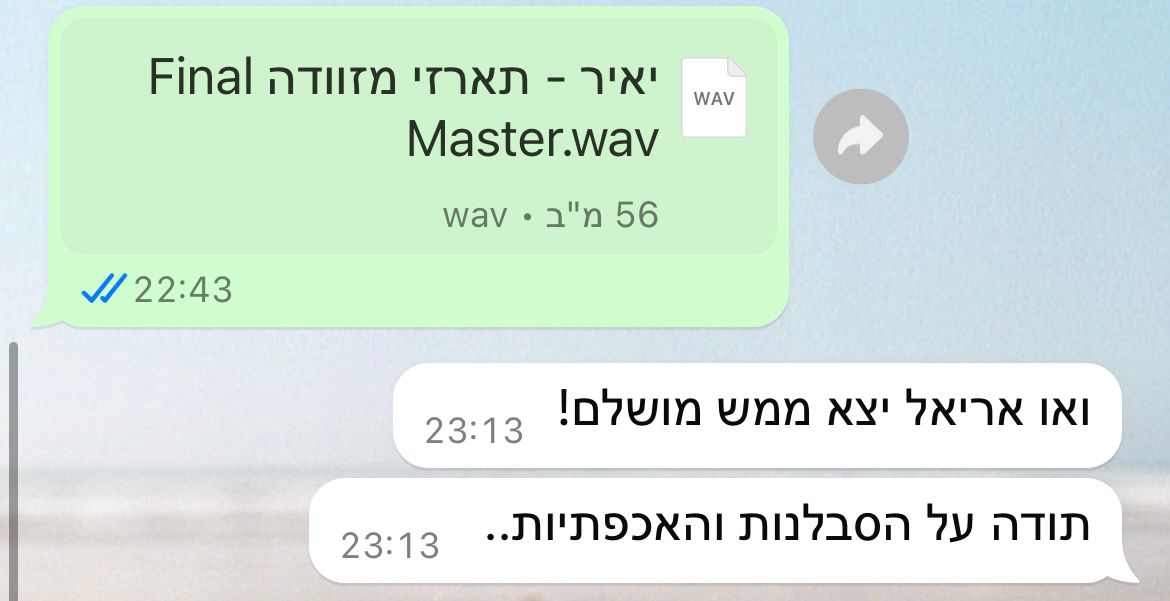 יאיר - תארזי מזוודה Final
Master.wav
WAV
56 מ"ב • wav
22:43
ואו אריאל יצא ממש מושלם!
23:13
תודה על הסבלנות והאכפתיות..
23:13